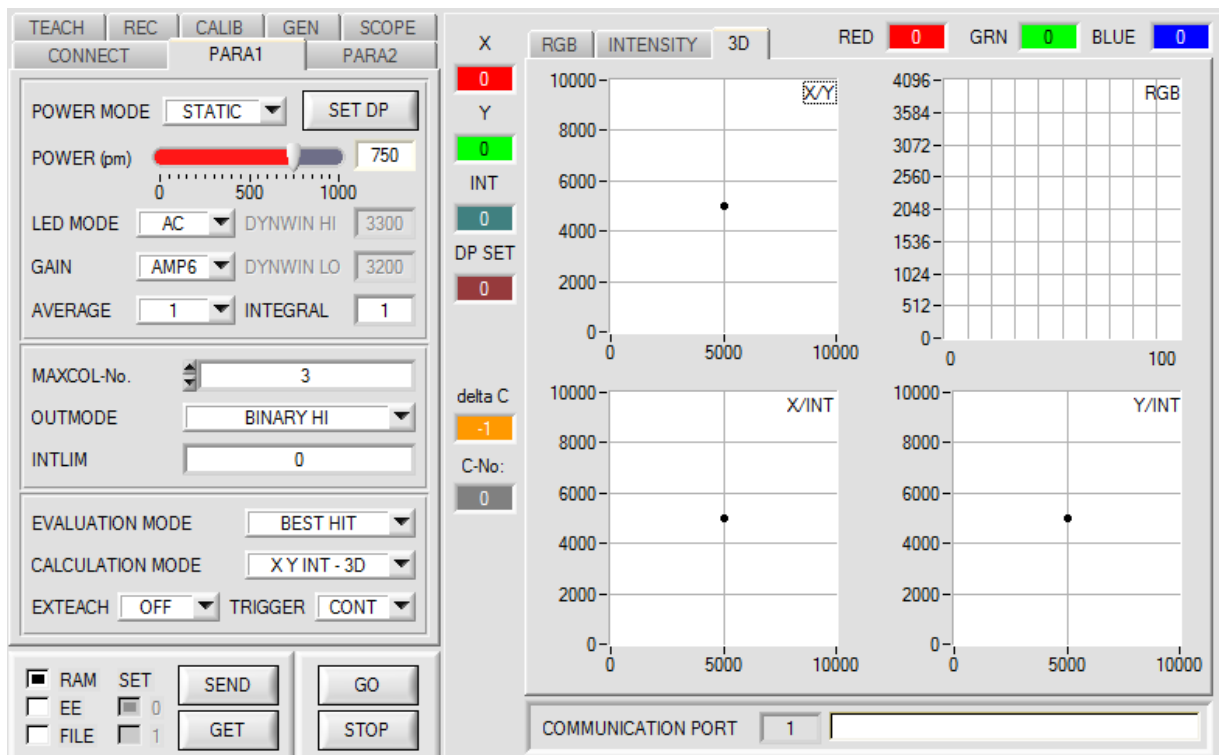 TEACH REC CALIB GEN SCOPE
CONNECT PARA1 PARA2
POWER MODE STATIC SET DP
POWER (pm) 750
0 500 1000
LED MODE AC DYNWIN HI 3300
GAIN AMP6 DYNWIN LO 3200
AVERAGE 1 INTEGRAL 1
MAXCOL-No. 3
OUTMODE BINARY HI
INTLIM 0
EVALUATION MODE BEST HIT
CALCULATION MODE X Y INT - 3D
EXTEACH OFF TRIGGER CONT
RAM SET SEND GO
EE 0
FILE 1 GET STOP
X
0
Y
0
INT
0
DP SET
0
delta C
-1
C-No:
0
RGB INTENSITY 3D RED 0 GRN 0 BLUE 0
X/Y
10000
8000
6000
4000
2000
0
0 5000 10000
RGB
4096
3584
3072
2560
2048
1536
1024
512
0
0 100
X/INT
10000
8000
6000
4000
2000
0
0 5000 10000
Y/INT
10000
8000
6000
4000
2000
0
0 5000 10000
COMMUNICATION PORT 1